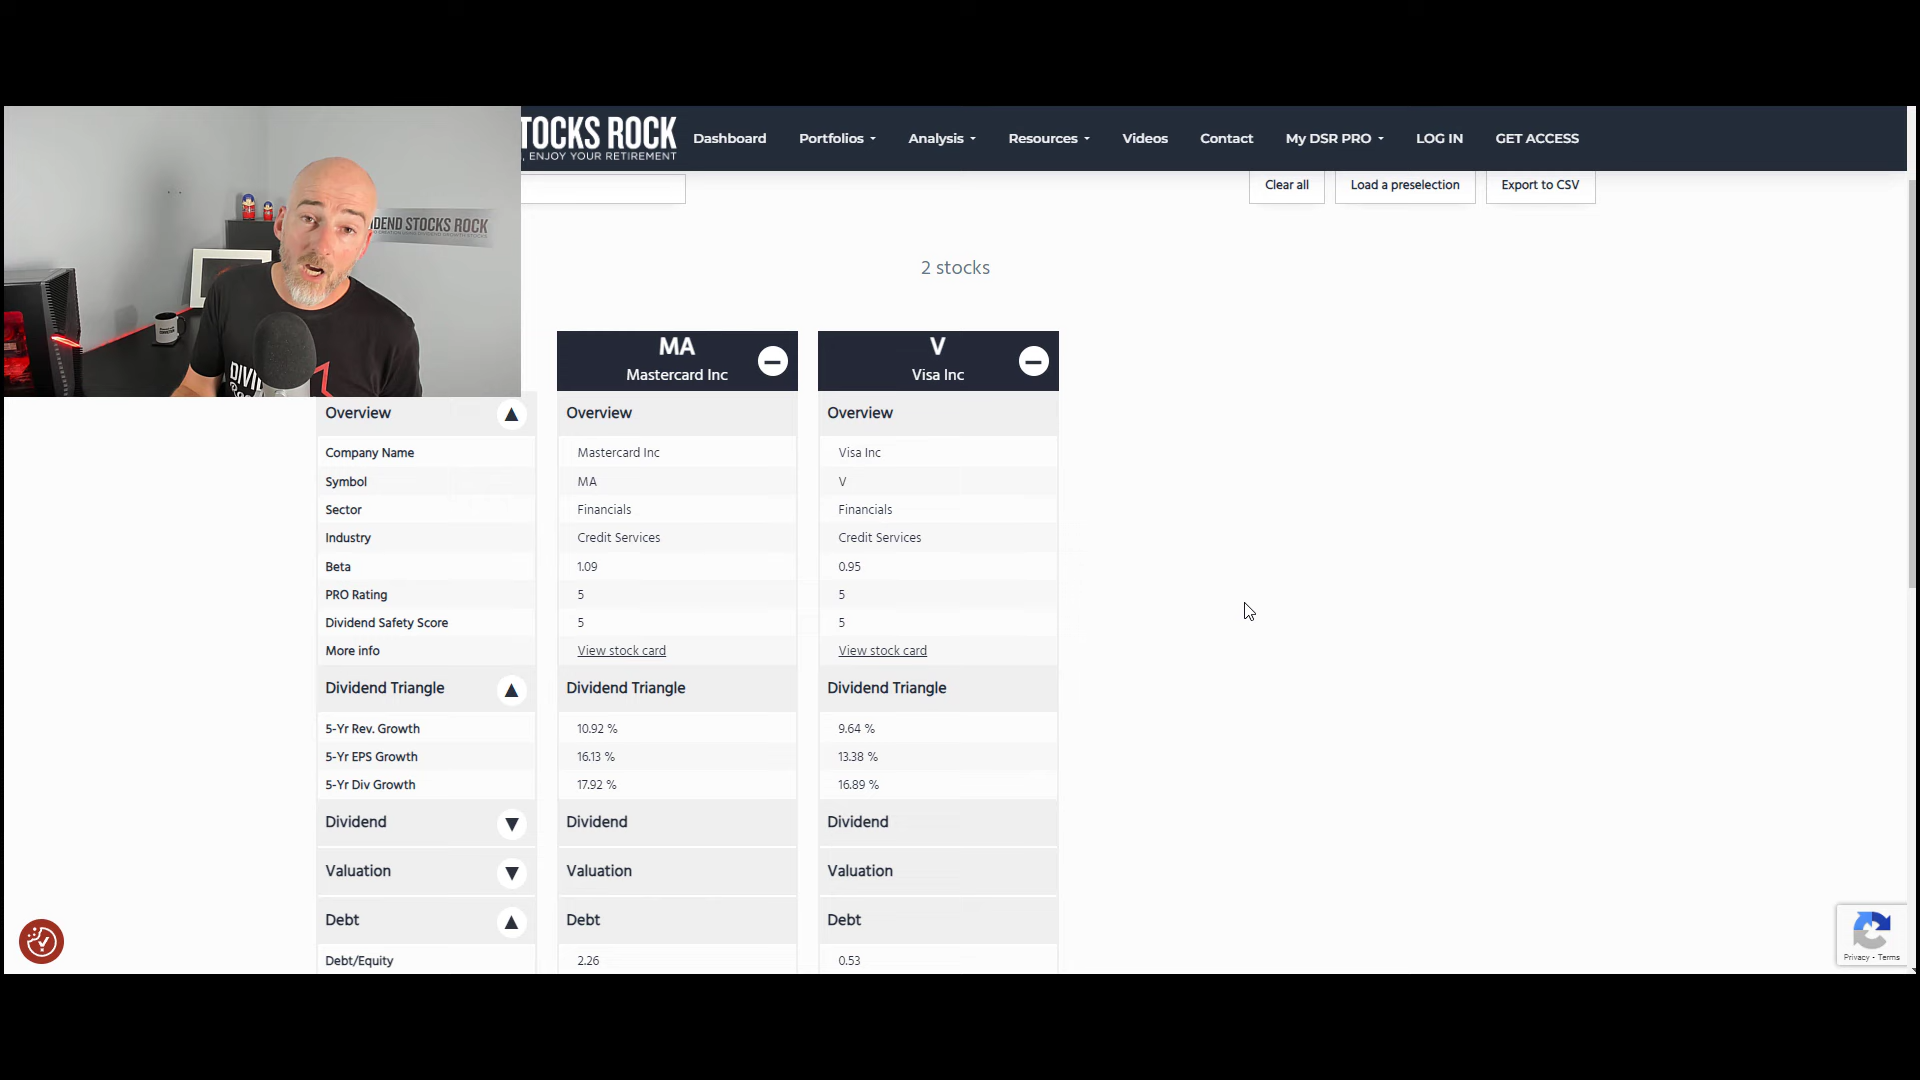 TOCKS ROCK
, ENJOY YOUR RETIREMENT
Dashboard
Portfolios
Analysis
Resources
Videos
Contact
My DSR PRO
LOG IN
GET ACCESS
Clear all
Load a preselection
Export to CSV
IDEND STOCKS ROCK
DIVI
2 stocks
MA
Mastercard Inc
V
Visa Inc
Overview Overview Overview
Company Name Mastercard Inc Visa Inc
Symbol MA V
Sector Financials Financials
Industry Credit Services Credit Services
Beta 1.09 0.95
PRO Rating 5 5
Dividend Safety Score 5 5
More info View stock card View stock card
Dividend Triangle Dividend Triangle Dividend Triangle
5-Yr Rev. Growth 10.92 % 9.64 %
5-Yr EPS Growth 16.13 % 13.38 %
5-Yr Div Growth 17.92 % 16.89 %
Dividend Dividend Dividend
Valuation Valuation Valuation
Debt Debt Debt
Debt/Equity 2.26 0.53
Privacy - Terms